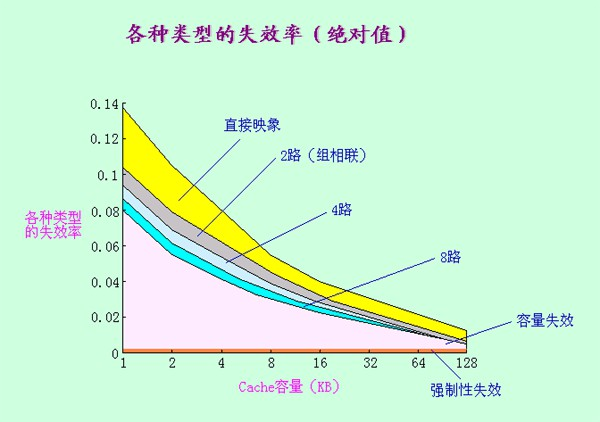 各种类型的失效率（绝对值）
0.14
直接映象
0.12
2路（组相联）
0.1
4路
0.08
各种类型
的失效率
0.06
8路
0.04
容量失效
0.02
0
1 2 4 8 16 32 64 128
Cache容量（KB）
强制性失效